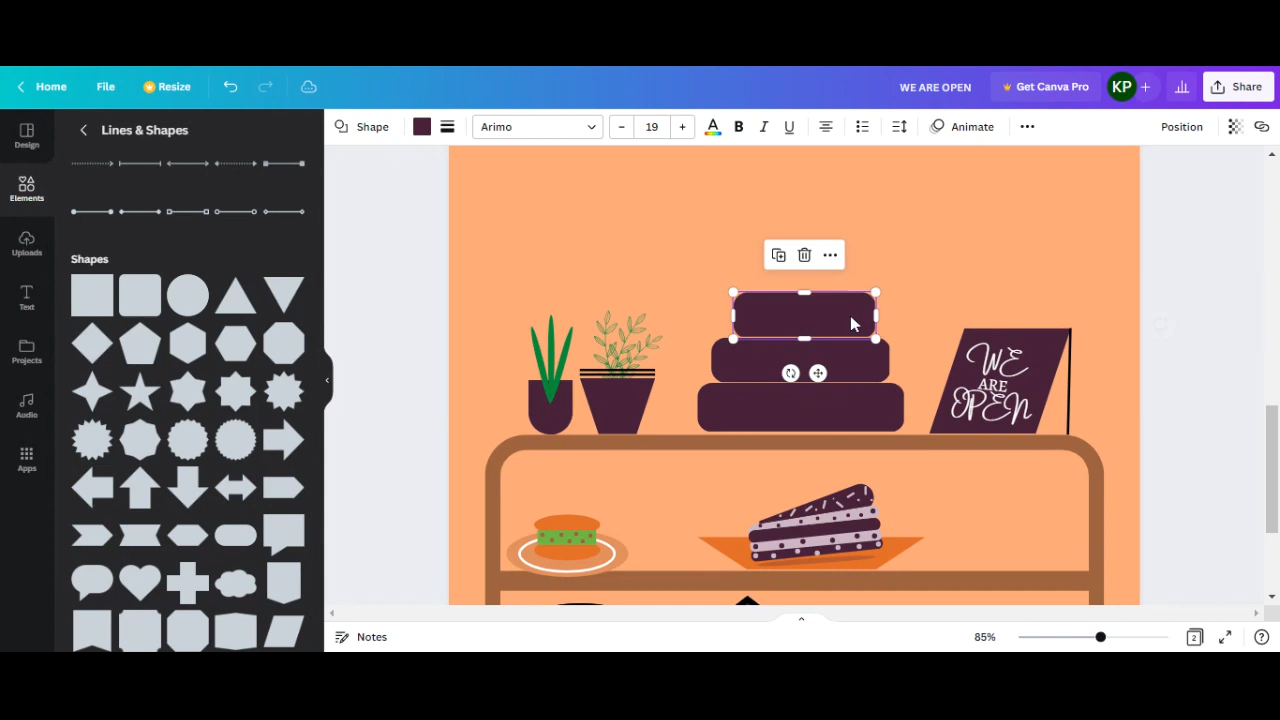 Home File Resize WE ARE OPEN Get Canva Pro KP + Share
Design
Elements
Uploads
Text
Projects
Audio
Apps
Lines & Shapes
Shapes
Shape Arimo – 19 + A B I U Animate Position
WE
ARE
OPEN
Notes 85% 2 ?